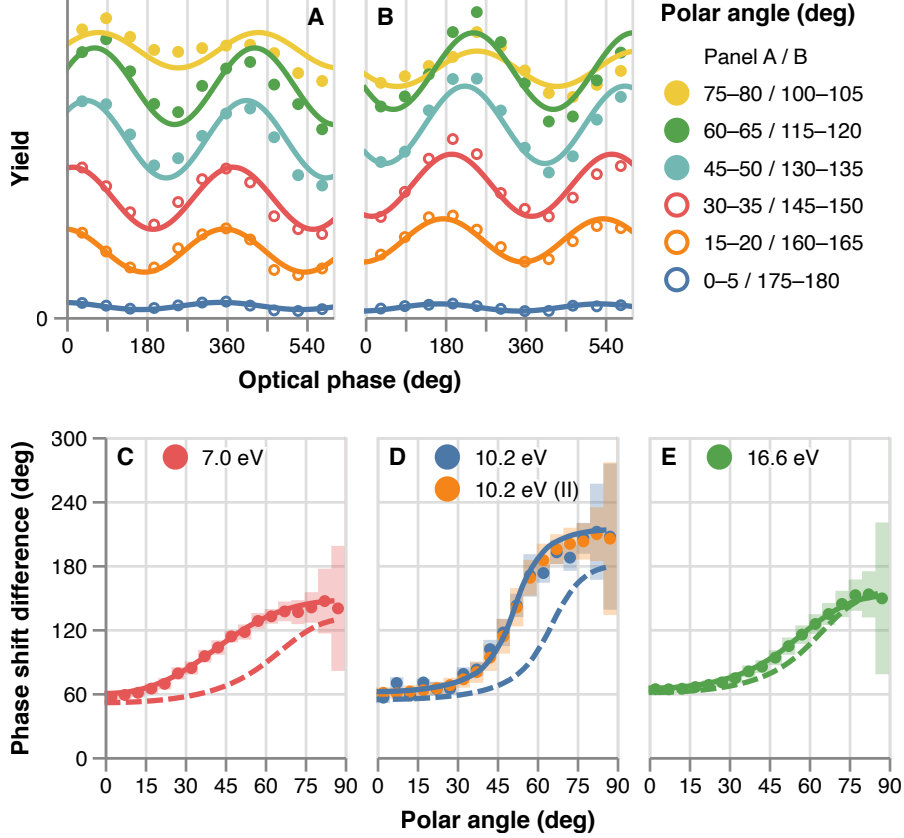 A
B
Polar angle (deg)
Panel A / B
75–80 / 100–105
60–65 / 115–120
45–50 / 130–135
30–35 / 145–150
15–20 / 160–165
0–5 / 175–180
Yield
0
0 180 360 540
0 180 360 540
Optical phase (deg)
Phase shift difference (deg)
300
240
180
120
60
0
C
7.0 eV
D
10.2 eV
10.2 eV (II)
E
16.6 eV
0 15 30 45 60 75 90
0 15 30 45 60 75 90
0 15 30 45 60 75 90
Polar angle (deg)